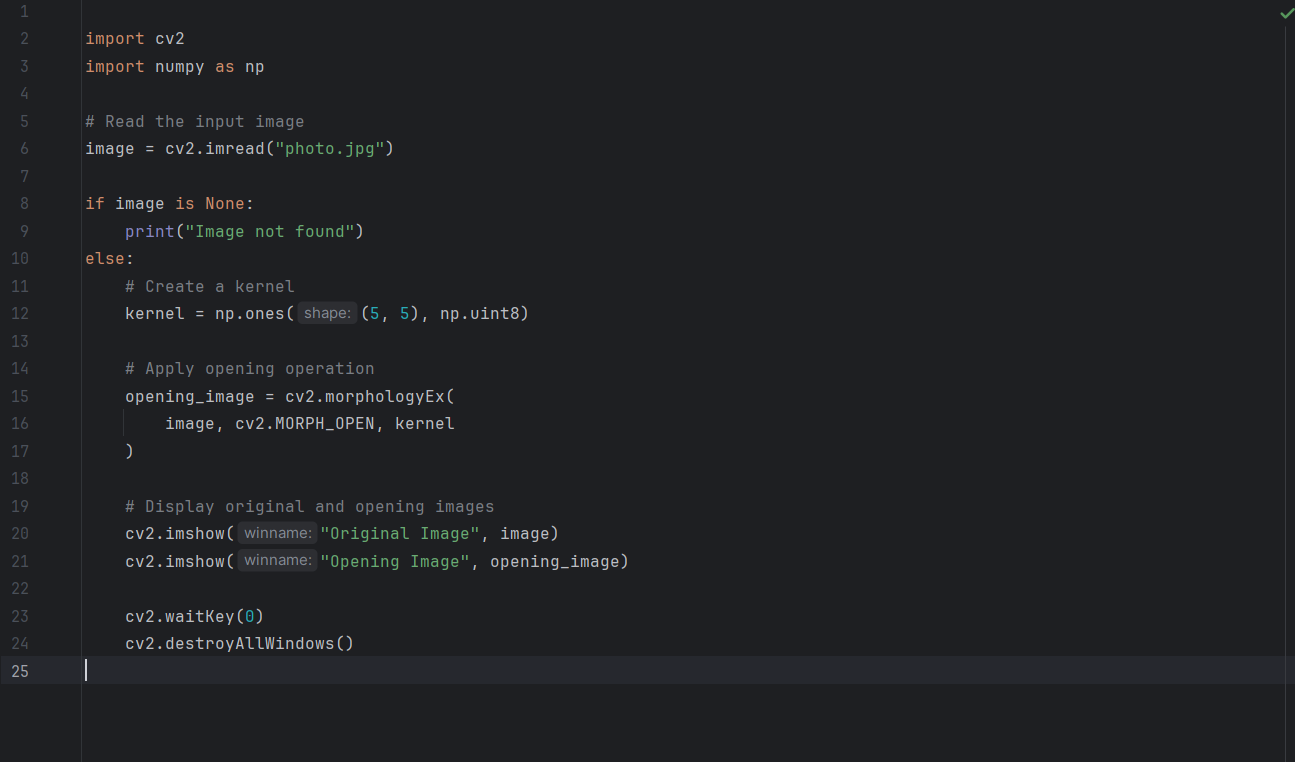 1
2 import cv2
3 import numpy as np
4
5 # Read the input image
6 image = cv2.imread("photo.jpg")
7
8 if image is None:
9     print("Image not found")
10 else:
11     # Create a kernel
12     kernel = np.ones( shape: (5, 5), np.uint8)
13
14     # Apply opening operation
15     opening_image = cv2.morphologyEx(
16         image, cv2.MORPH_OPEN, kernel
17     )
18
19     # Display original and opening images
20     cv2.imshow( winname: "Original Image", image)
21     cv2.imshow( winname: "Opening Image", opening_image)
22
23     cv2.waitKey(0)
24     cv2.destroyAllWindows()
25